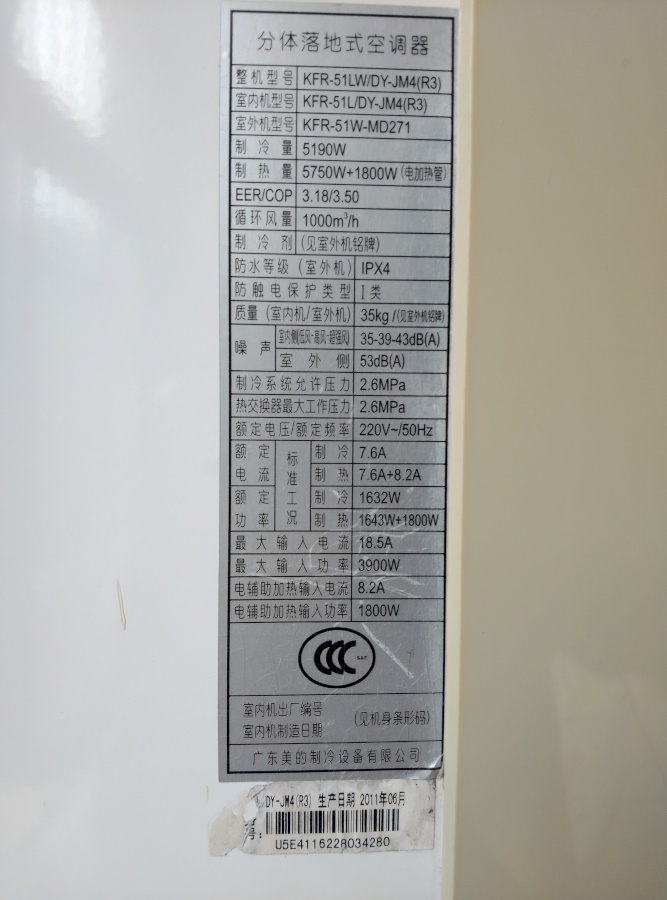 分体落地式空调器
整机型号 KFR-51LW/DY-JM4(R3)
室内机型号 KFR-51L/DY-JM4(R3)
室外机型号 KFR-51W-MD271
制冷量 5190W
制热量 5750W+1800W(电加热管)
EER/COP 3.18/3.50
循环风量 1000m³/h
制冷剂 (见室外机铭牌)
防水等级(室外机) IPX4
防触电保护类型 I类
质量(室内机/室外机) 35kg/(见室外机铭牌)
噪声 室内侧(低风-高风-超强风) 35-39-43dB(A)
室外侧 53dB(A)
制冷系统允许压力 2.6MPa
热交换器最大工作压力 2.6MPa
额定电压/额定频率 220V~/50Hz
额定电流 标准工况 制冷 7.6A
制热 7.6A+8.2A
额定功率 制冷 1632W
制热 1643W+1800W
最大输入电流 18.5A
最大输入功率 3900W
电辅助加热输入电流 8.2A
电辅助加热输入功率 1800W
CCC S&E
室内机出厂编号
室内机制造日期 (见机身条形码)
广东美的制冷设备有限公司
/DY-JM4(R3) 生产日期 2011年06月
号:
U5E4116228034280